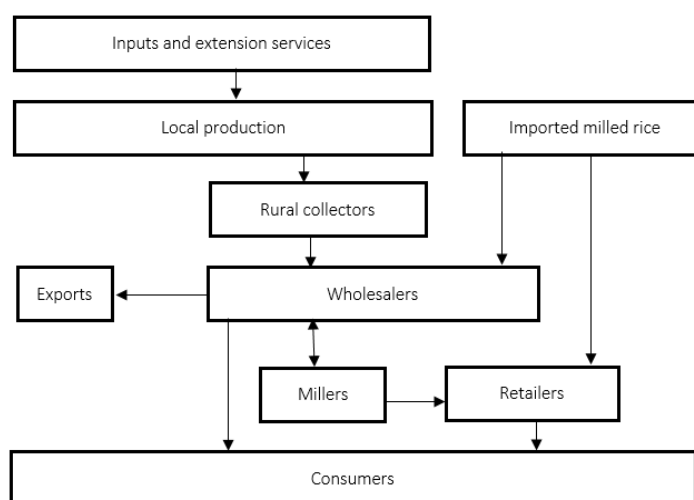 Inputs and extension services
Local production
Imported milled rice
Rural collectors
Exports
Wholesalers
Millers
Retailers
Consumers